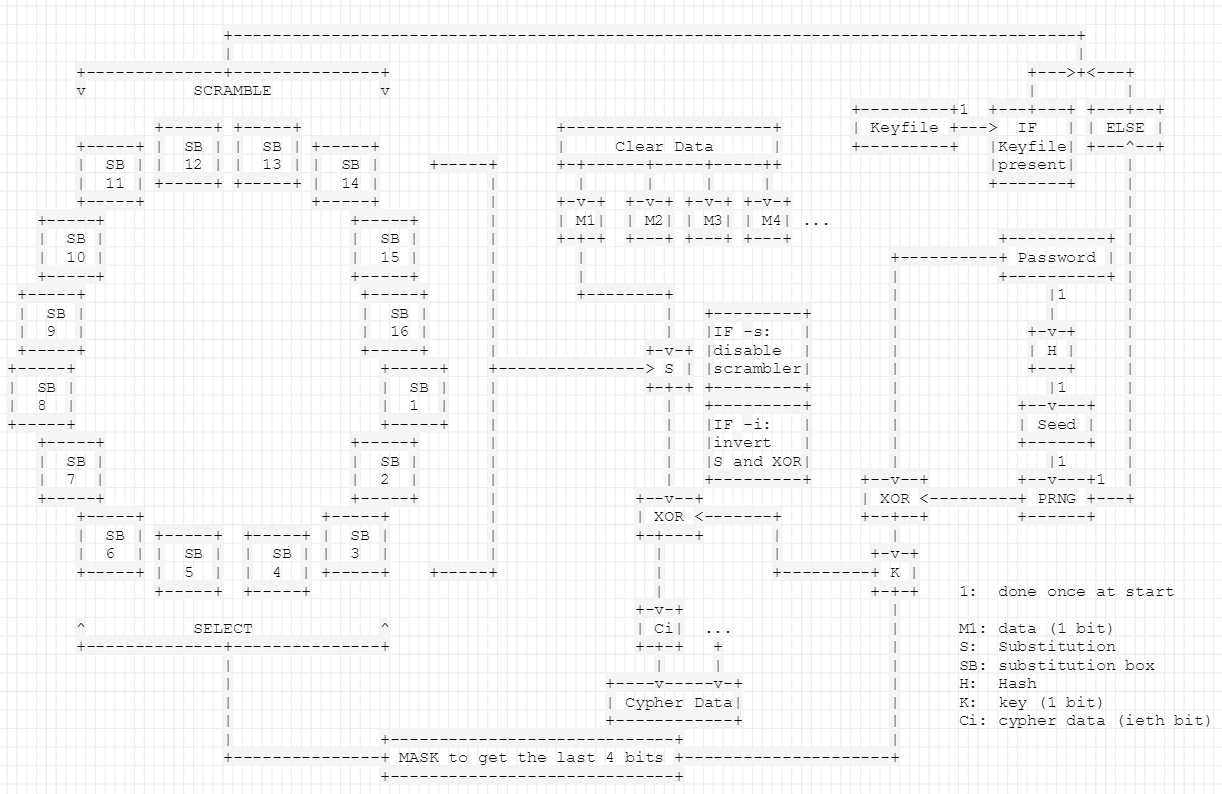 SCRAMBLE
1
Keyfile
IF
Keyfile
present
ELSE
Clear Data
M1
M2
M3
M4
...
SB
12
SB
13
SB
11
SB
14
SB
10
SB
15
SB
9
SB
16
SB
8
SB
1
SB
7
SB
2
SB
6
SB
5
SB
4
SB
3
Password
1
H
1
Seed
1
PRNG
1
IF -s:
disable
scrambler
S
IF -i:
invert
S and XOR
XOR
XOR
K
Ci
...
Cypher Data
SELECT
MASK to get the last 4 bits
1: done once at start
M1: data (1 bit)
S: Substitution
SB: substitution box
H: Hash
K: key (1 bit)
Ci: cypher data (ieth bit)